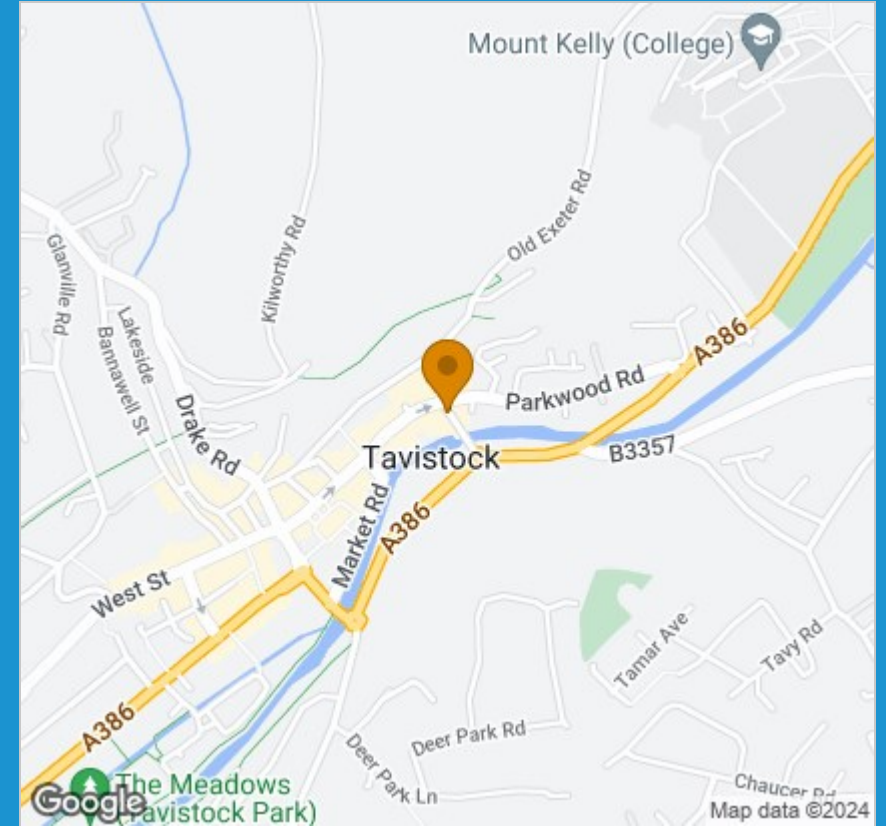 Mount Kelly (College)
Old Exeter Rd
Kilworthy Rd
Glanville Rd
Lakeside
Bannawell St
Drake Rd
A386
Parkwood Rd
Tavistock
B3357
Market Rd
A386
West St
Tamar Ave
Tavy Rd
A386
Deer Park Rd
Deer Park Ln
The Meadows
(Tavistock Park)
Chaucer Rd
Google
Map data ©2024